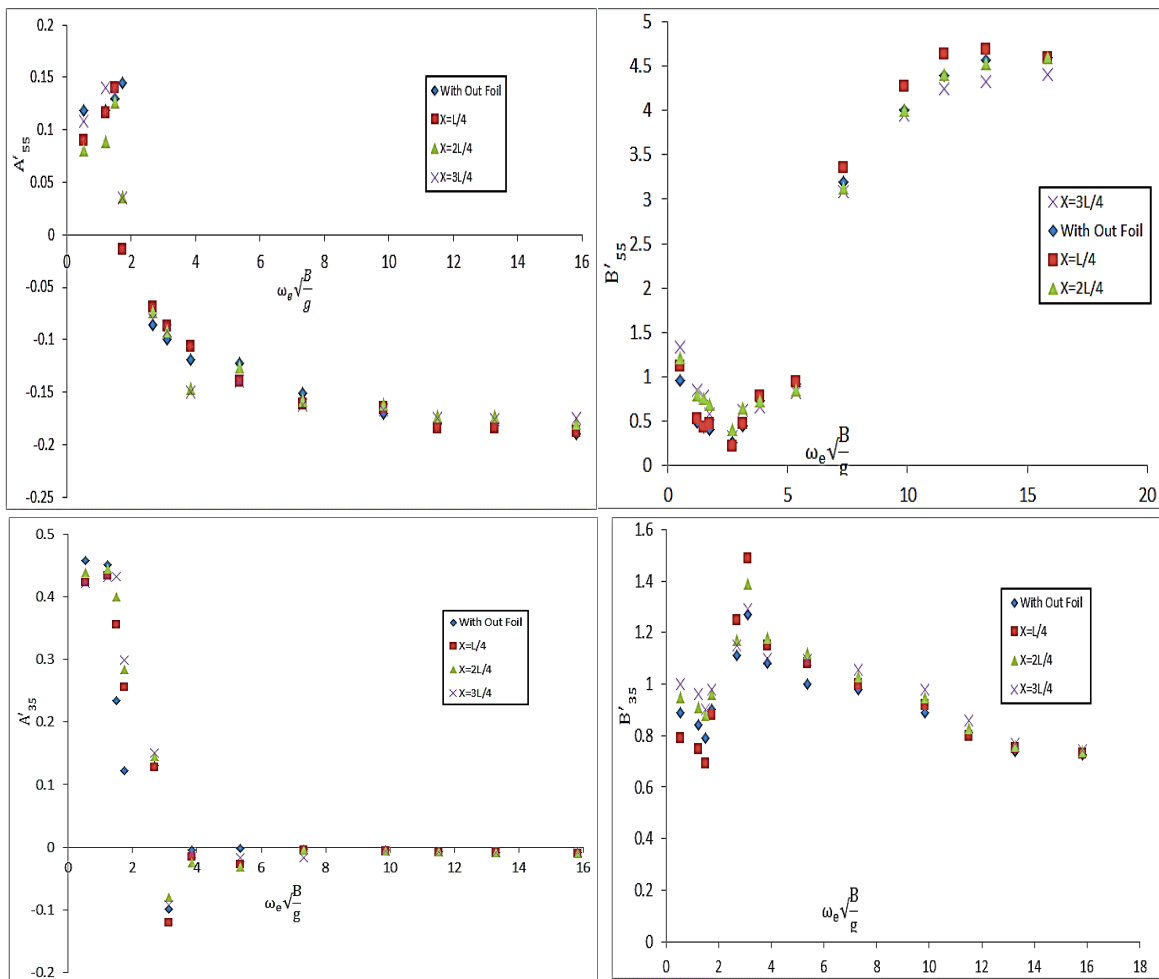 0.2
0.15
0.1
0.05
0
-0.05
-0.1
-0.15
-0.2
-0.25
A′55
0 2 4 6 8 10 12 14 16
ωe√B/g
With Out Foil
X=L/4
X=2L/4
X=3L/4
5
4.5
4
3.5
3
2.5
2
1.5
1
0.5
0
B′55
0 5 10 15 20
ωe√B/g
X=3L/4
With Out Foil
X=L/4
X=2L/4
0.5
0.4
0.3
0.2
0.1
0
-0.1
-0.2
A′35
0 2 4 6 8 10 12 14 16
ωe√B/g
With Out Foil
X=L/4
X=2L/4
X=3L/4
1.6
1.4
1.2
1
0.8
0.6
0.4
0.2
0
B′35
0 2 4 6 8 10 12 14 16 18
ωe√B/g
With Out Foil
X=L/4
X=2L/4
X=3L/4